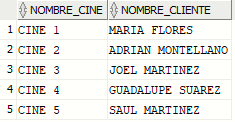 NOMBRE_CINE NOMBRE_CLIENTE
1 CINE 1 MARIA FLORES
2 CINE 2 ADRIAN MONTELLANO
3 CINE 3 JOEL MARTINEZ
4 CINE 4 GUADALUPE SUAREZ
5 CINE 5 SAUL MARTINEZ